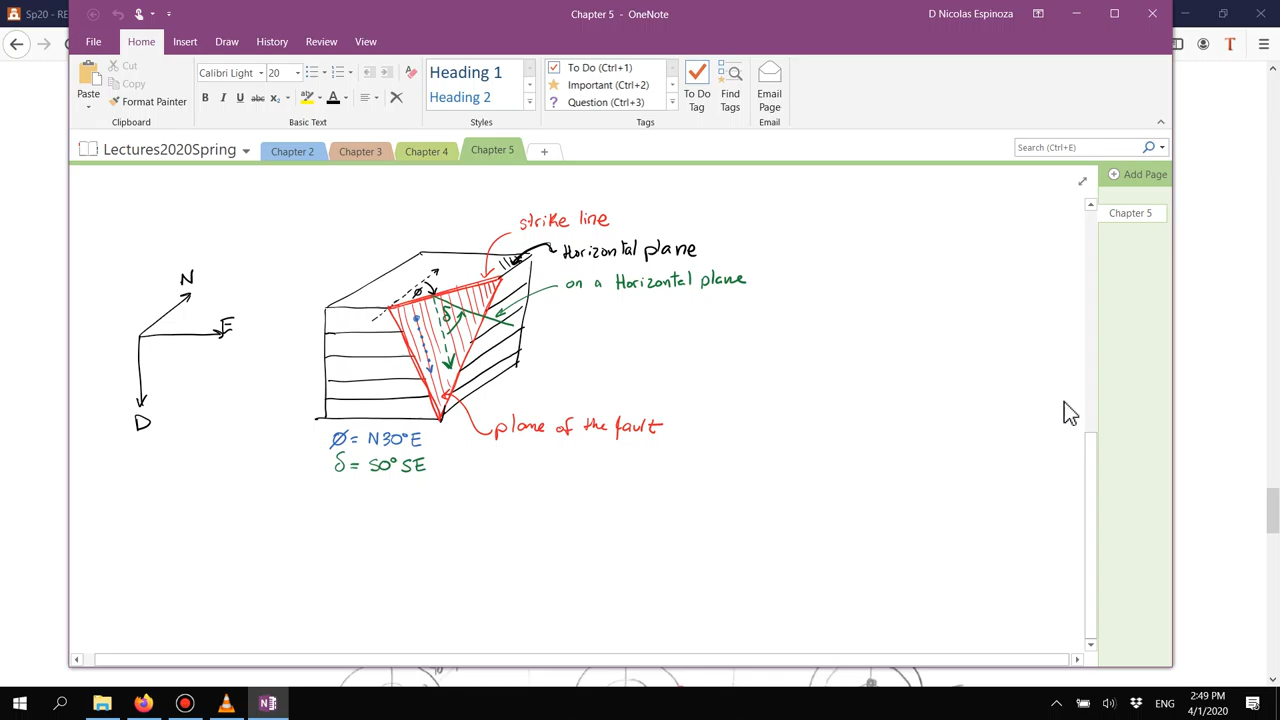 Sp20 - RE
Chapter 5 - OneNote
D Nicolas Espinoza
File Home Insert Draw History Review View
Paste
Cut
Copy
Format Painter
Clipboard
Calibri Light 20
B I U abc x₂ A
Basic Text
Heading 1
Heading 2
Styles
To Do (Ctrl+1)
Important (Ctrl+2)
Question (Ctrl+3)
Tags
To Do Tag
Find Tags
Email Page
Email
Lectures2020Spring
Chapter 2 Chapter 3 Chapter 4 Chapter 5
Search (Ctrl+E)
Add Page
Chapter 5
strike line
Horizontal plane
on a Horizontal plane
N
E
D
φ
δ
plane of the fault
Ø = N30°E
δ = 50° SE
ENG
2:49 PM
4/1/2020